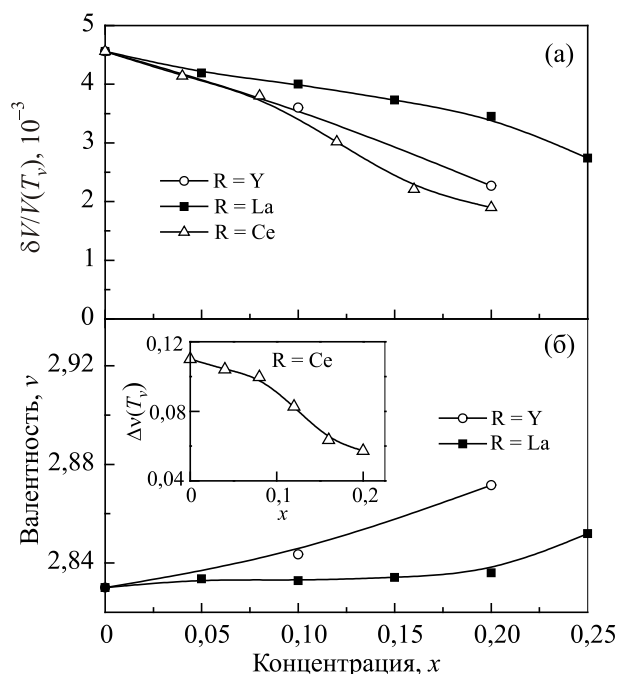 (а)
5
4
3
2
1
0
δV/V(Tᵥ), 10⁻³
R = Y
R = La
R = Ce
(б)
2,92
2,88
2,84
Валентность, v
0,12
0,08
0,04
Δv(Tᵥ)
R = Ce
0
0,1
0,2
x
R = Y
R = La
0
0,05
0,10
0,15
0,20
0,25
Концентрация, x